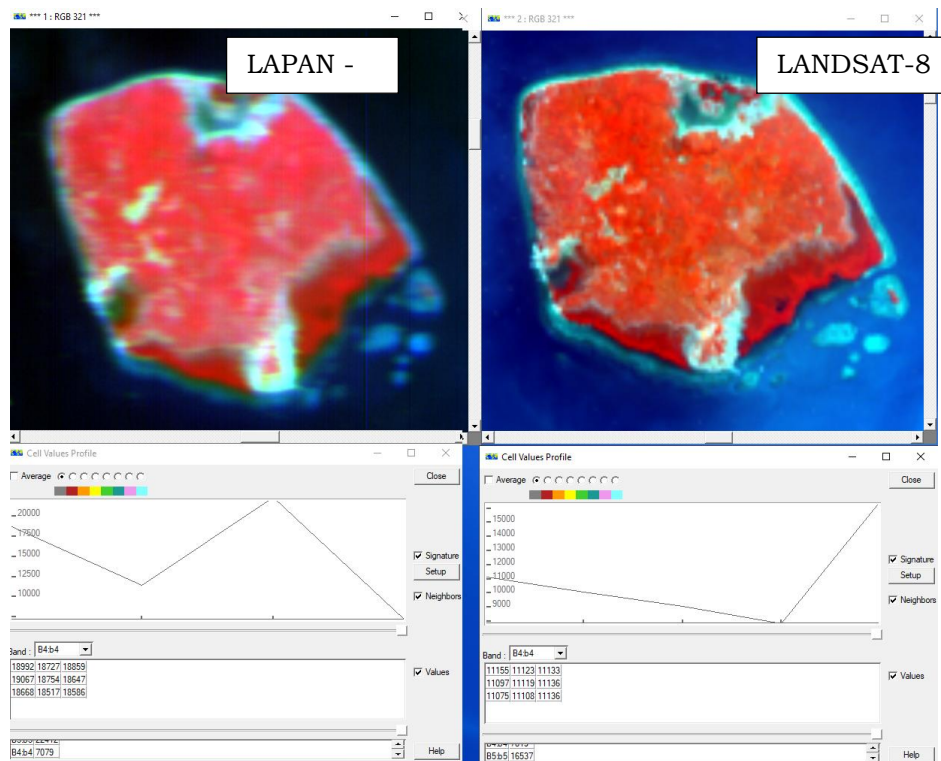 *** 1 : RGB 321 ***
LAPAN -
*** 2 : RGB 321 ***
LANDSAT-8
Cell Values Profile
Average
Close
20000
17500
15000
12500
10000
Signature
Setup
Neighbors
Band : B4:b4
18992 18727 18859
19067 18754 18647
18668 18517 18586
Values
B4:b4 7079
Help
Cell Values Profile
Average
Close
15000
14000
13000
12000
11000
10000
9000
Signature
Setup
Neighbors
Band : B4:b4
11155 11123 11133
11097 11119 11136
11075 11108 11136
Values
B5:b5 16537
Help